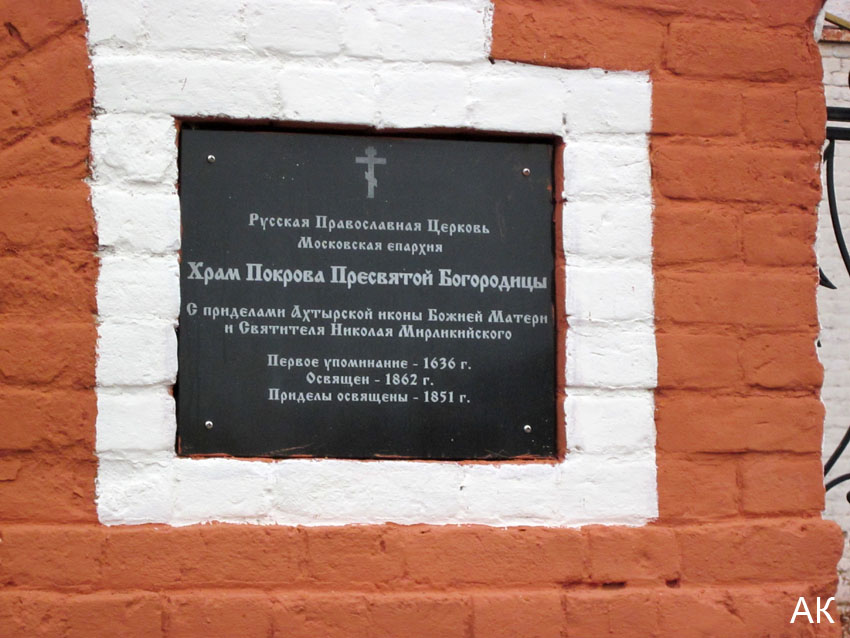 Русская Православная Церковь
Московская епархия
Храм Покрова Пресвятой Богородицы
С приделами Ахтырской иконы Божией Матери
и Святителя Николая Мирликийского
Первое упоминание - 1636 г.
Освящен - 1862 г.
Приделы освящены - 1851 г.
АК